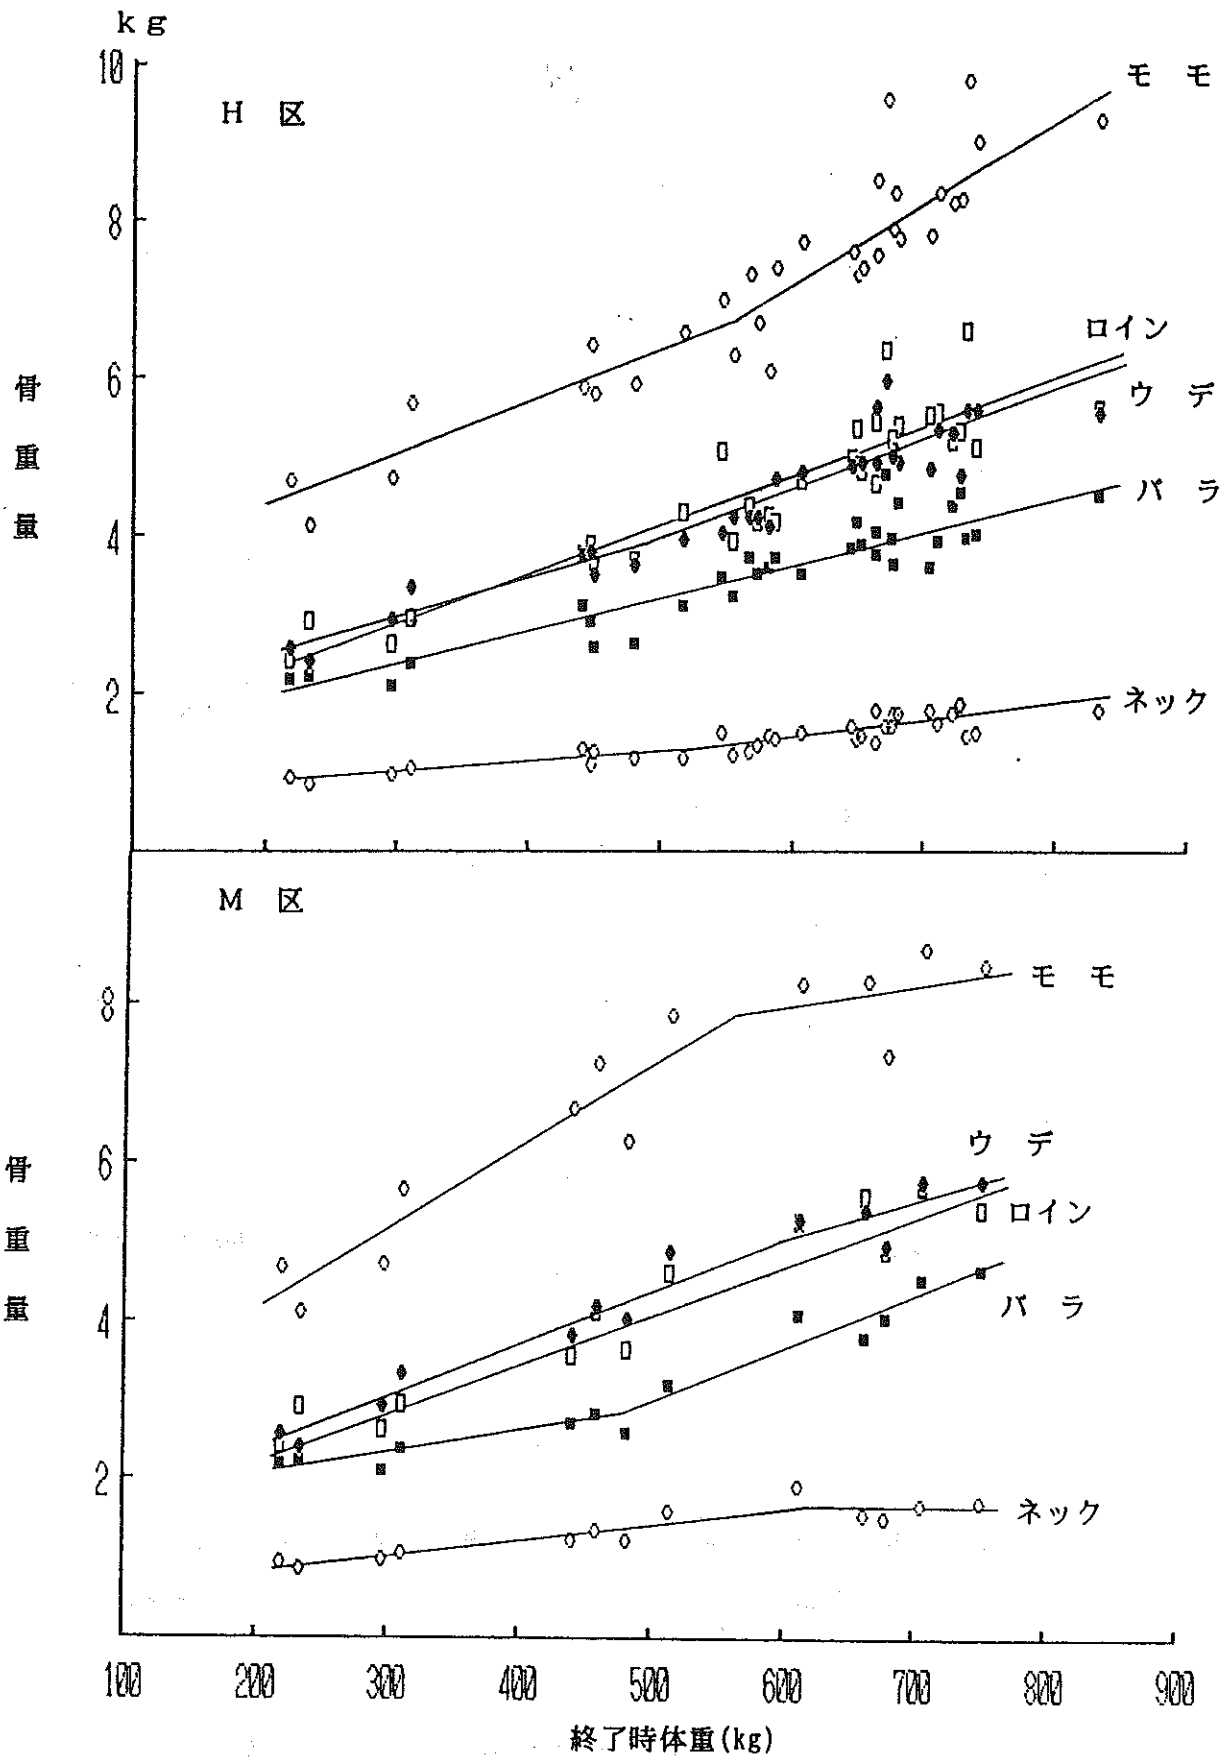 kg
10
H 区
8
6
4
2
骨
重
量
モ モ
ロイン
ウ デ
バ ラ
ネック
M 区
8
6
4
2
骨
重
量
モ モ
ウ デ
ロイン
バ ラ
ネック
100 200 300 400 500 600 700 800 900
終了時体重(kg)